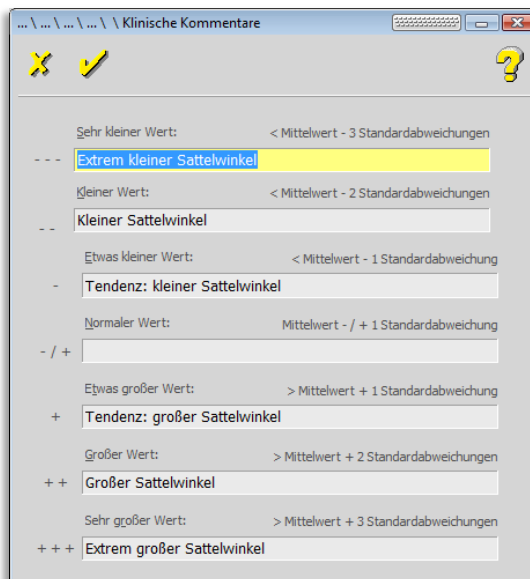 ... \ ... \ ... \ ... \ \ Klinische Kommentare
?
Sehr kleiner Wert: < Mittelwert - 3 Standardabweichungen
- - - Extrem kleiner Sattelwinkel
Kleiner Wert: < Mittelwert - 2 Standardabweichungen
- - Kleiner Sattelwinkel
Etwas kleiner Wert: < Mittelwert - 1 Standardabweichung
- Tendenz: kleiner Sattelwinkel
Normaler Wert: Mittelwert - / + 1 Standardabweichung
- / +
Etwas großer Wert: > Mittelwert + 1 Standardabweichung
+ Tendenz: großer Sattelwinkel
Großer Wert: > Mittelwert + 2 Standardabweichungen
+ + Großer Sattelwinkel
Sehr großer Wert: > Mittelwert + 3 Standardabweichungen
+ + + Extrem großer Sattelwinkel